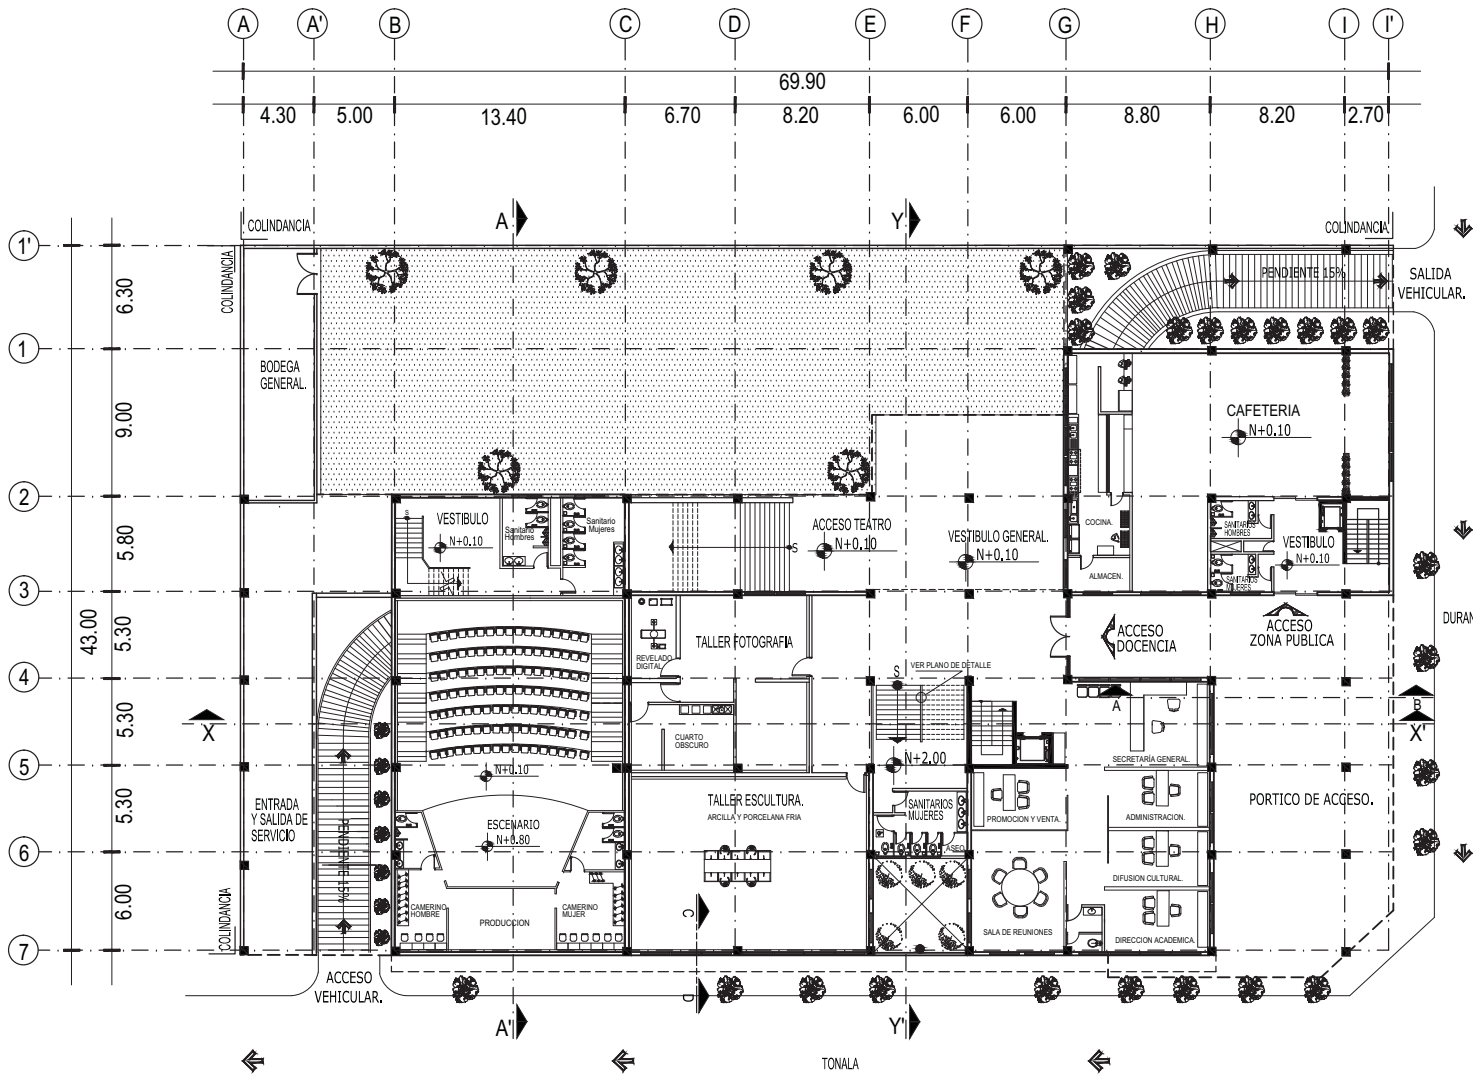 A A' B C D E F G H I I'
69.90
4.30 5.00 13.40 6.70 8.20 6.00 6.00 8.80 8.20 2.70
A Y
COLINDANCIA COLINDANCIA
1'
COLINDANCIA
PENDIENTE 15%
SALIDA
VEHICULAR.
6.30
1
BODEGA
GENERAL.
9.00
CAFETERIA
N+0.10
2
VESTIBULO
N+0.10
S
Sanitario
Hombres
Sanitario
Mujeres
ACCESO TEATRO
N+0.10
S
VESTIBULO GENERAL.
N+0.10
COCINA.
ALMACEN.
SANITARIOS
HOMBRES
SANITARIOS
MUJERES
VESTIBULO
N+0.10
5.80
3
43.00
5.30
REVELADO
DIGITAL.
TALLER FOTOGRAFIA
ACCESO
DOCENCIA
ACCESO
ZONA PUBLICA
DURAN
4
VER PLANO DE DETALLE
S
A
B
X
X'
5.30
CUARTO
OBSCURO
N+2.00
SECRETARÍA GENERAL.
5
N+0.10
5.30
ENTRADA
Y SALIDA DE
SERVICIO
PENDIENTE 15%
ESCENARIO
N+0.80
TALLER ESCULTURA.
ARCILLA Y PORCELANA FRIA
SANITARIOS
MUJERES
ASEO
PROMOCION Y VENTA.
ADMINISTRACION.
PORTICO DE ACCESO.
6
6.00
DIFUSION CULTURAL.
CAMERINO
HOMBRE
PRODUCCION
CAMERINO
MUJER
C
SALA DE REUNIONES
DIRECCION ACADEMICA.
COLINDANCIA
7
ACCESO
VEHICULAR.
D
A' Y'
TONALA